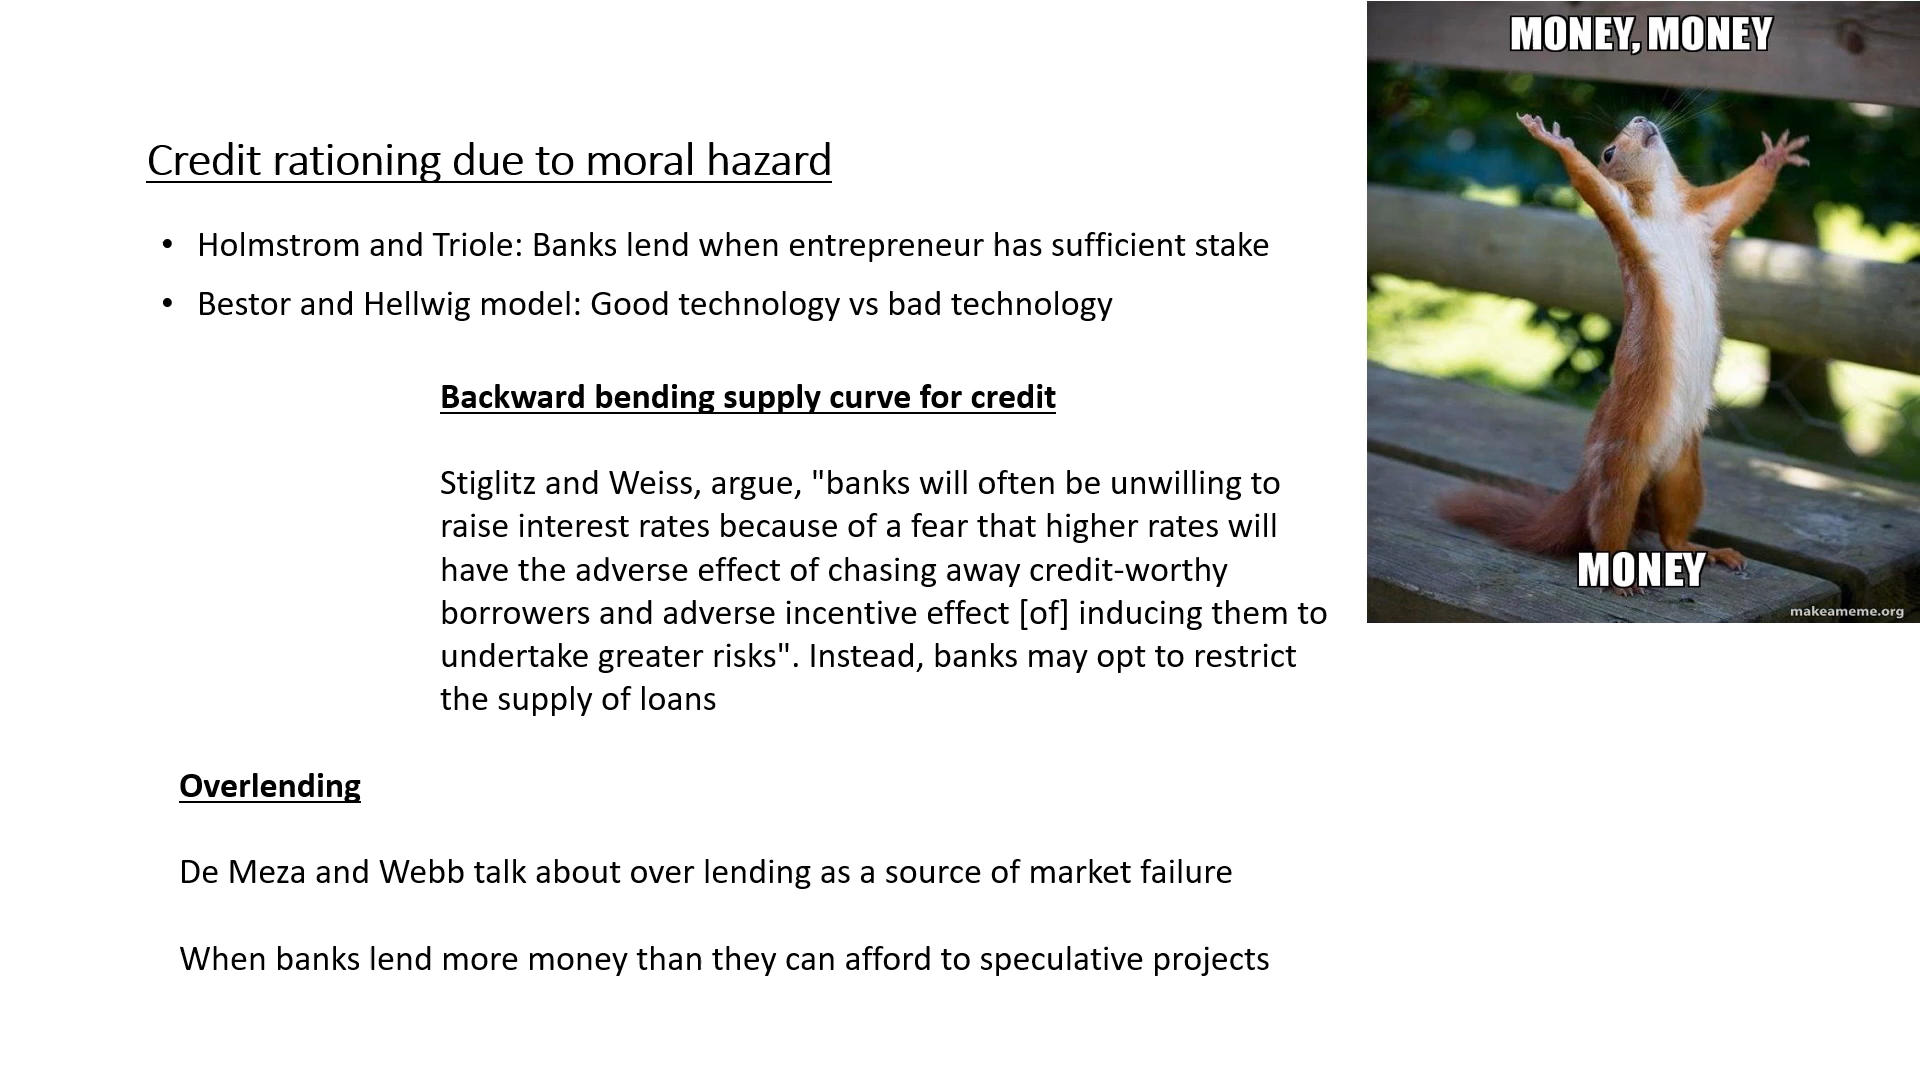 MONEY, MONEY
Credit rationing due to moral hazard
• Holmstrom and Triole: Banks lend when entrepreneur has sufficient stake
• Bestor and Hellwig model: Good technology vs bad technology
Backward bending supply curve for credit
Stiglitz and Weiss, argue, "banks will often be unwilling to
raise interest rates because of a fear that higher rates will
have the adverse effect of chasing away credit-worthy
borrowers and adverse incentive effect [of] inducing them to
undertake greater risks". Instead, banks may opt to restrict
the supply of loans
MONEY
makeameme.org
Overlending
De Meza and Webb talk about over lending as a source of market failure
When banks lend more money than they can afford to speculative projects